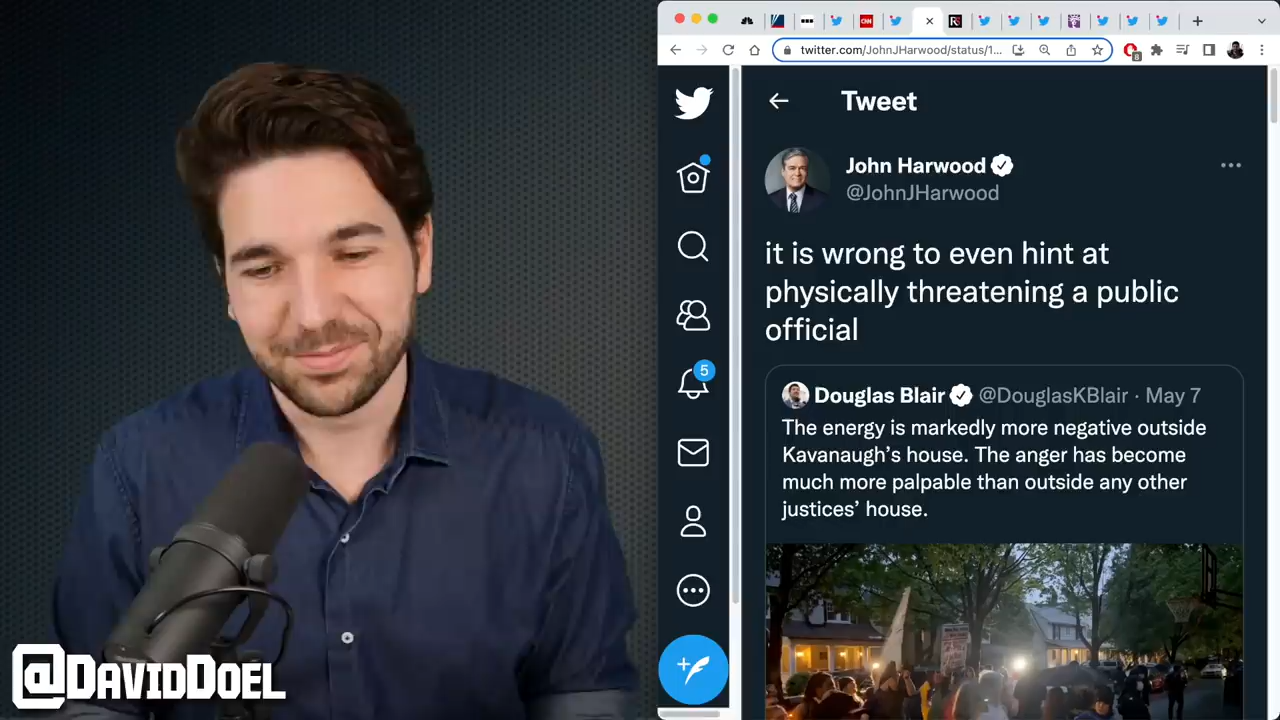 twitter.com/JohnJHarwood/status/1...
8
Tweet
John Harwood
@JohnJHarwood
it is wrong to even hint at
physically threatening a public
official
5
Douglas Blair @DouglasKBlair · May 7
The energy is markedly more negative outside
Kavanaugh's house. The anger has become
much more palpable than outside any other
justices' house.
@DAVIDDOEL